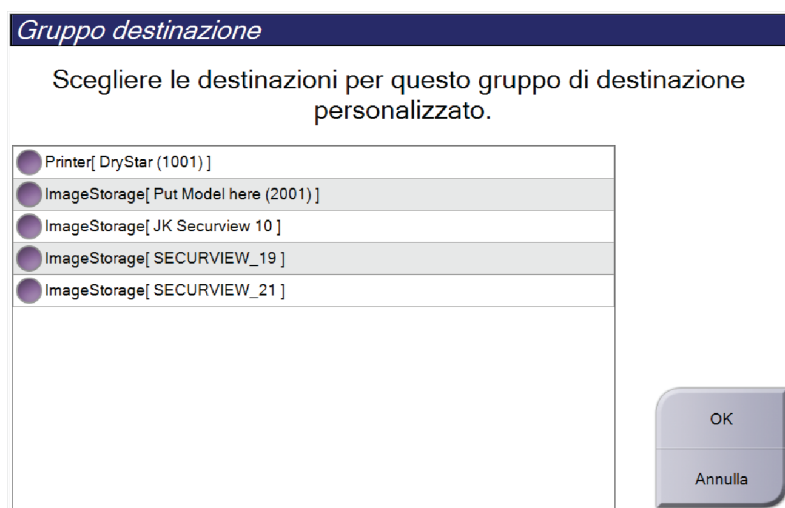 Gruppo destinazione
Scegliere le destinazioni per questo gruppo di destinazione
personalizzato.
Printer[ DryStar (1001) ]
ImageStorage[ Put Model here (2001) ]
ImageStorage[ JK Securview 10 ]
ImageStorage[ SECURVIEW_19 ]
ImageStorage[ SECURVIEW_21 ]
OK
Annulla